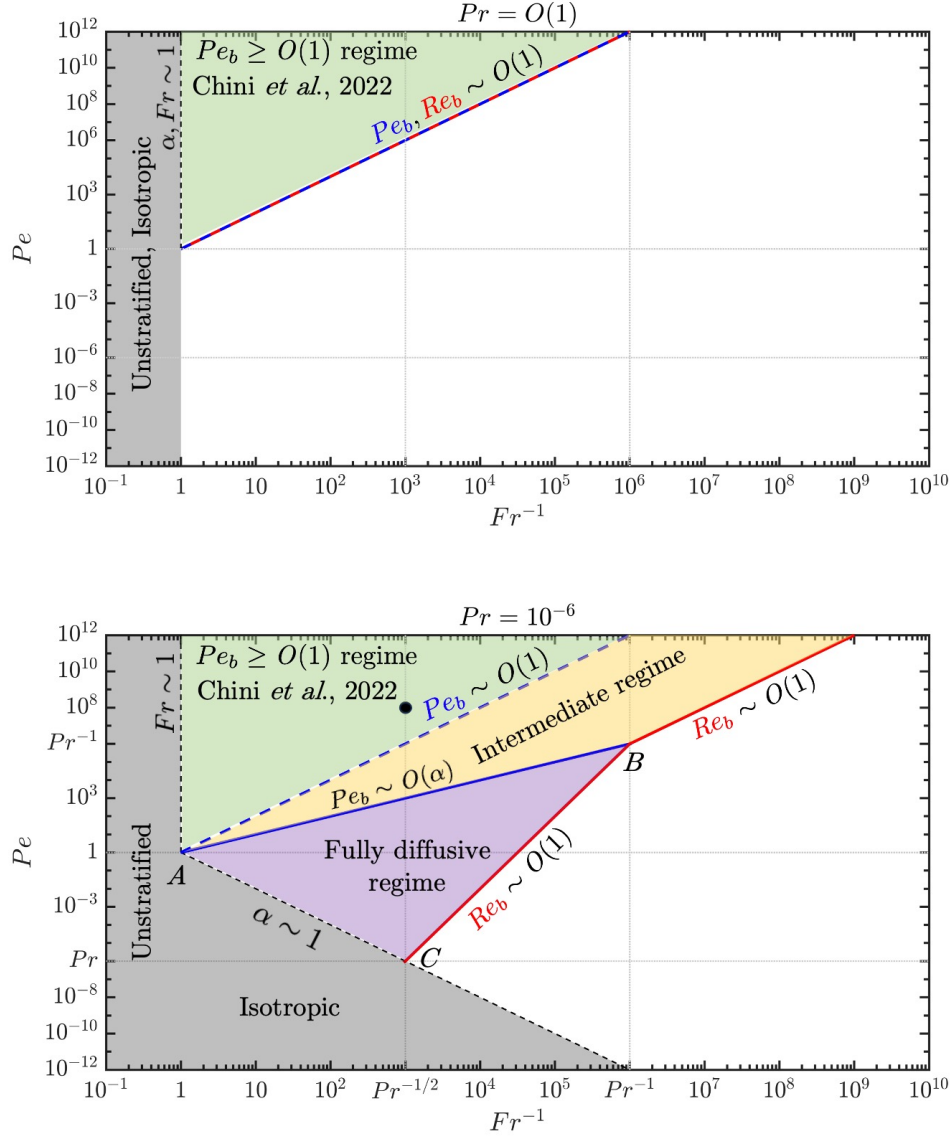 Pr = O(1)
10^{12}
10^{10}
10^{8}
10^{6}
10^{3}
1
10^{-3}
10^{-6}
10^{-8}
10^{-10}
10^{-12}
Pe
Unstratified, Isotropic
α, Fr ∼ 1
Pe_b ≥ O(1) regime
Chini et al., 2022
Pe_b, Re_b ∼ O(1)
10^{-1} 1 10 10^{2} 10^{3} 10^{4} 10^{5} 10^{6} 10^{7} 10^{8} 10^{9} 10^{10}
Fr^{-1}
Pr = 10^{-6}
10^{12}
10^{10}
10^{8}
Pr^{-1}
10^{3}
1
10^{-3}
Pr
10^{-8}
10^{-10}
10^{-12}
Pe
Unstratified
Fr ∼ 1
Pe_b ≥ O(1) regime
Chini et al., 2022
Pe_b ∼ O(1)
Intermediate regime
Re_b ∼ O(1)
B
Pe_b ∼ O(α)
A
Fully diffusive
regime
Re_b ∼ O(1)
α ∼ 1
C
Isotropic
10^{-1} 1 10 10^{2} Pr^{-1/2} 10^{4} 10^{5} Pr^{-1} 10^{7} 10^{8} 10^{9} 10^{10}
Fr^{-1}